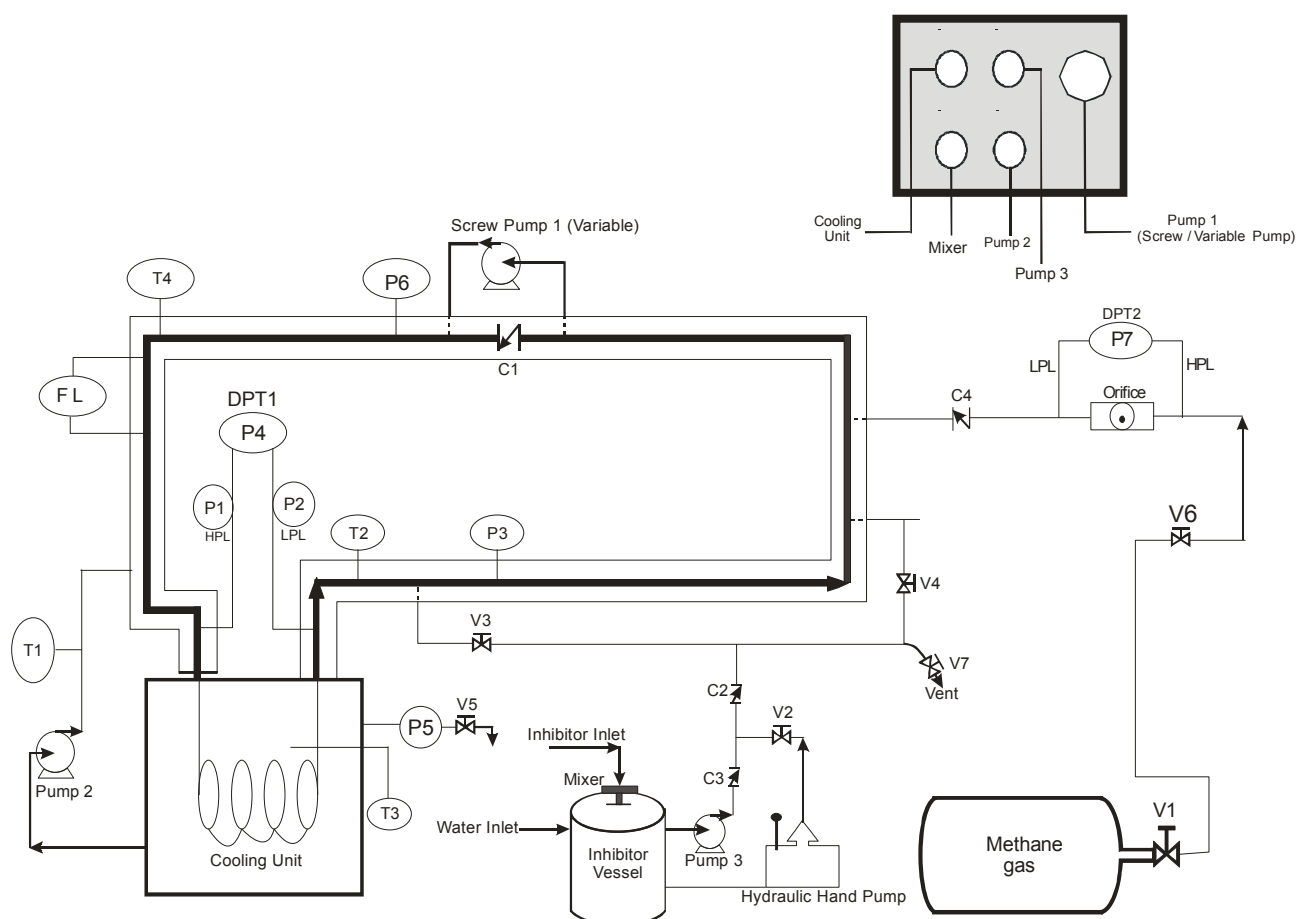 Cooling
Unit
Mixer
Pump 2
Pump 3
Pump 1
(Screw / Variable Pump)
Screw Pump 1 (Variable)
T4
P6
C1
F L
DPT1
P4
P1
HPL
P2
LPL
T2
P3
DPT2
P7
LPL
HPL
Orifice
C4
V6
V4
V3
V7
Vent
T1
Pump 2
P5
V5
T3
Cooling Unit
C2
V2
C3
Inhibitor Inlet
Mixer
Water Inlet
Inhibitor
Vessel
Pump 3
Hydraulic Hand Pump
Methane
gas
V1